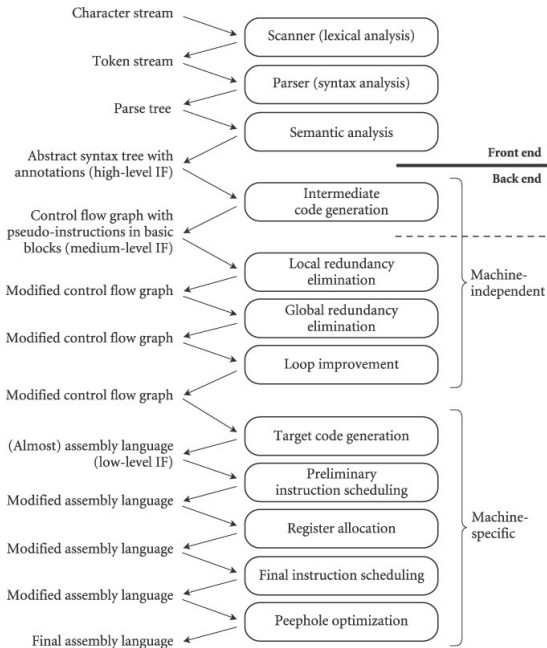 Character stream
Scanner (lexical analysis)
Token stream
Parser (syntax analysis)
Parse tree
Semantic analysis
Front end
Abstract syntax tree with
annotations (high-level IF)
Back end
Intermediate
code generation
Control flow graph with
pseudo-instructions in basic
blocks (medium-level IF)
Local redundancy
elimination
Machine-
independent
Modified control flow graph
Global redundancy
elimination
Modified control flow graph
Loop improvement
Modified control flow graph
Target code generation
(Almost) assembly language
(low-level IF)
Preliminary
instruction scheduling
Modified assembly language
Register allocation
Machine-
specific
Modified assembly language
Final instruction scheduling
Modified assembly language
Peephole optimization
Final assembly language